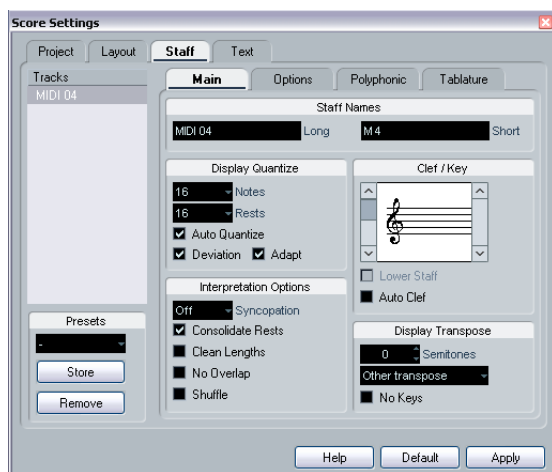 Score Settings
Project Layout Staff Text
Tracks
MIDI 04
Main Options Polyphonic Tablature
Staff Names
MIDI 04 Long M 4 Short
Display Quantize
16 Notes
16 Rests
Auto Quantize
Deviation Adapt
Clef / Key
Lower Staff
Auto Clef
Interpretation Options
Off Syncopation
Consolidate Rests
Clean Lengths
No Overlap
Shuffle
Display Transpose
0 Semitones
Other transpose
No Keys
Presets
-
Store
Remove
Help Default Apply